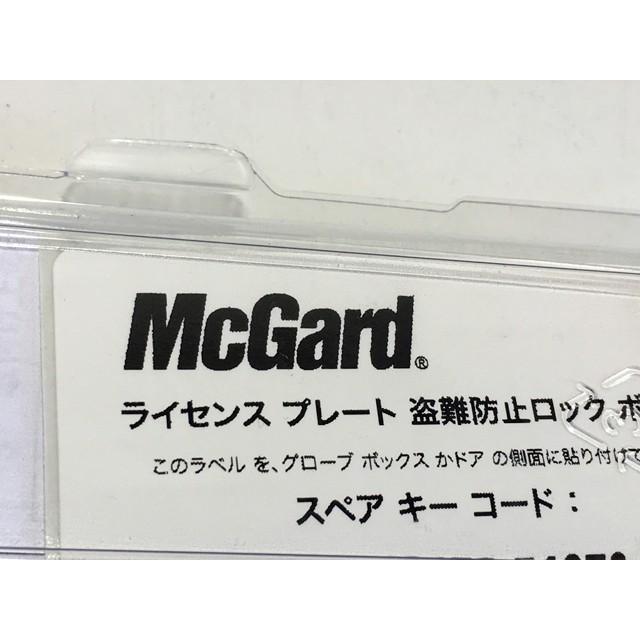 McGard®
ライセンス プレート 盗難防止ロック ボ
このラベル を、グローブ ボックス かドア の側面に貼り付けて
スペア キー コード：